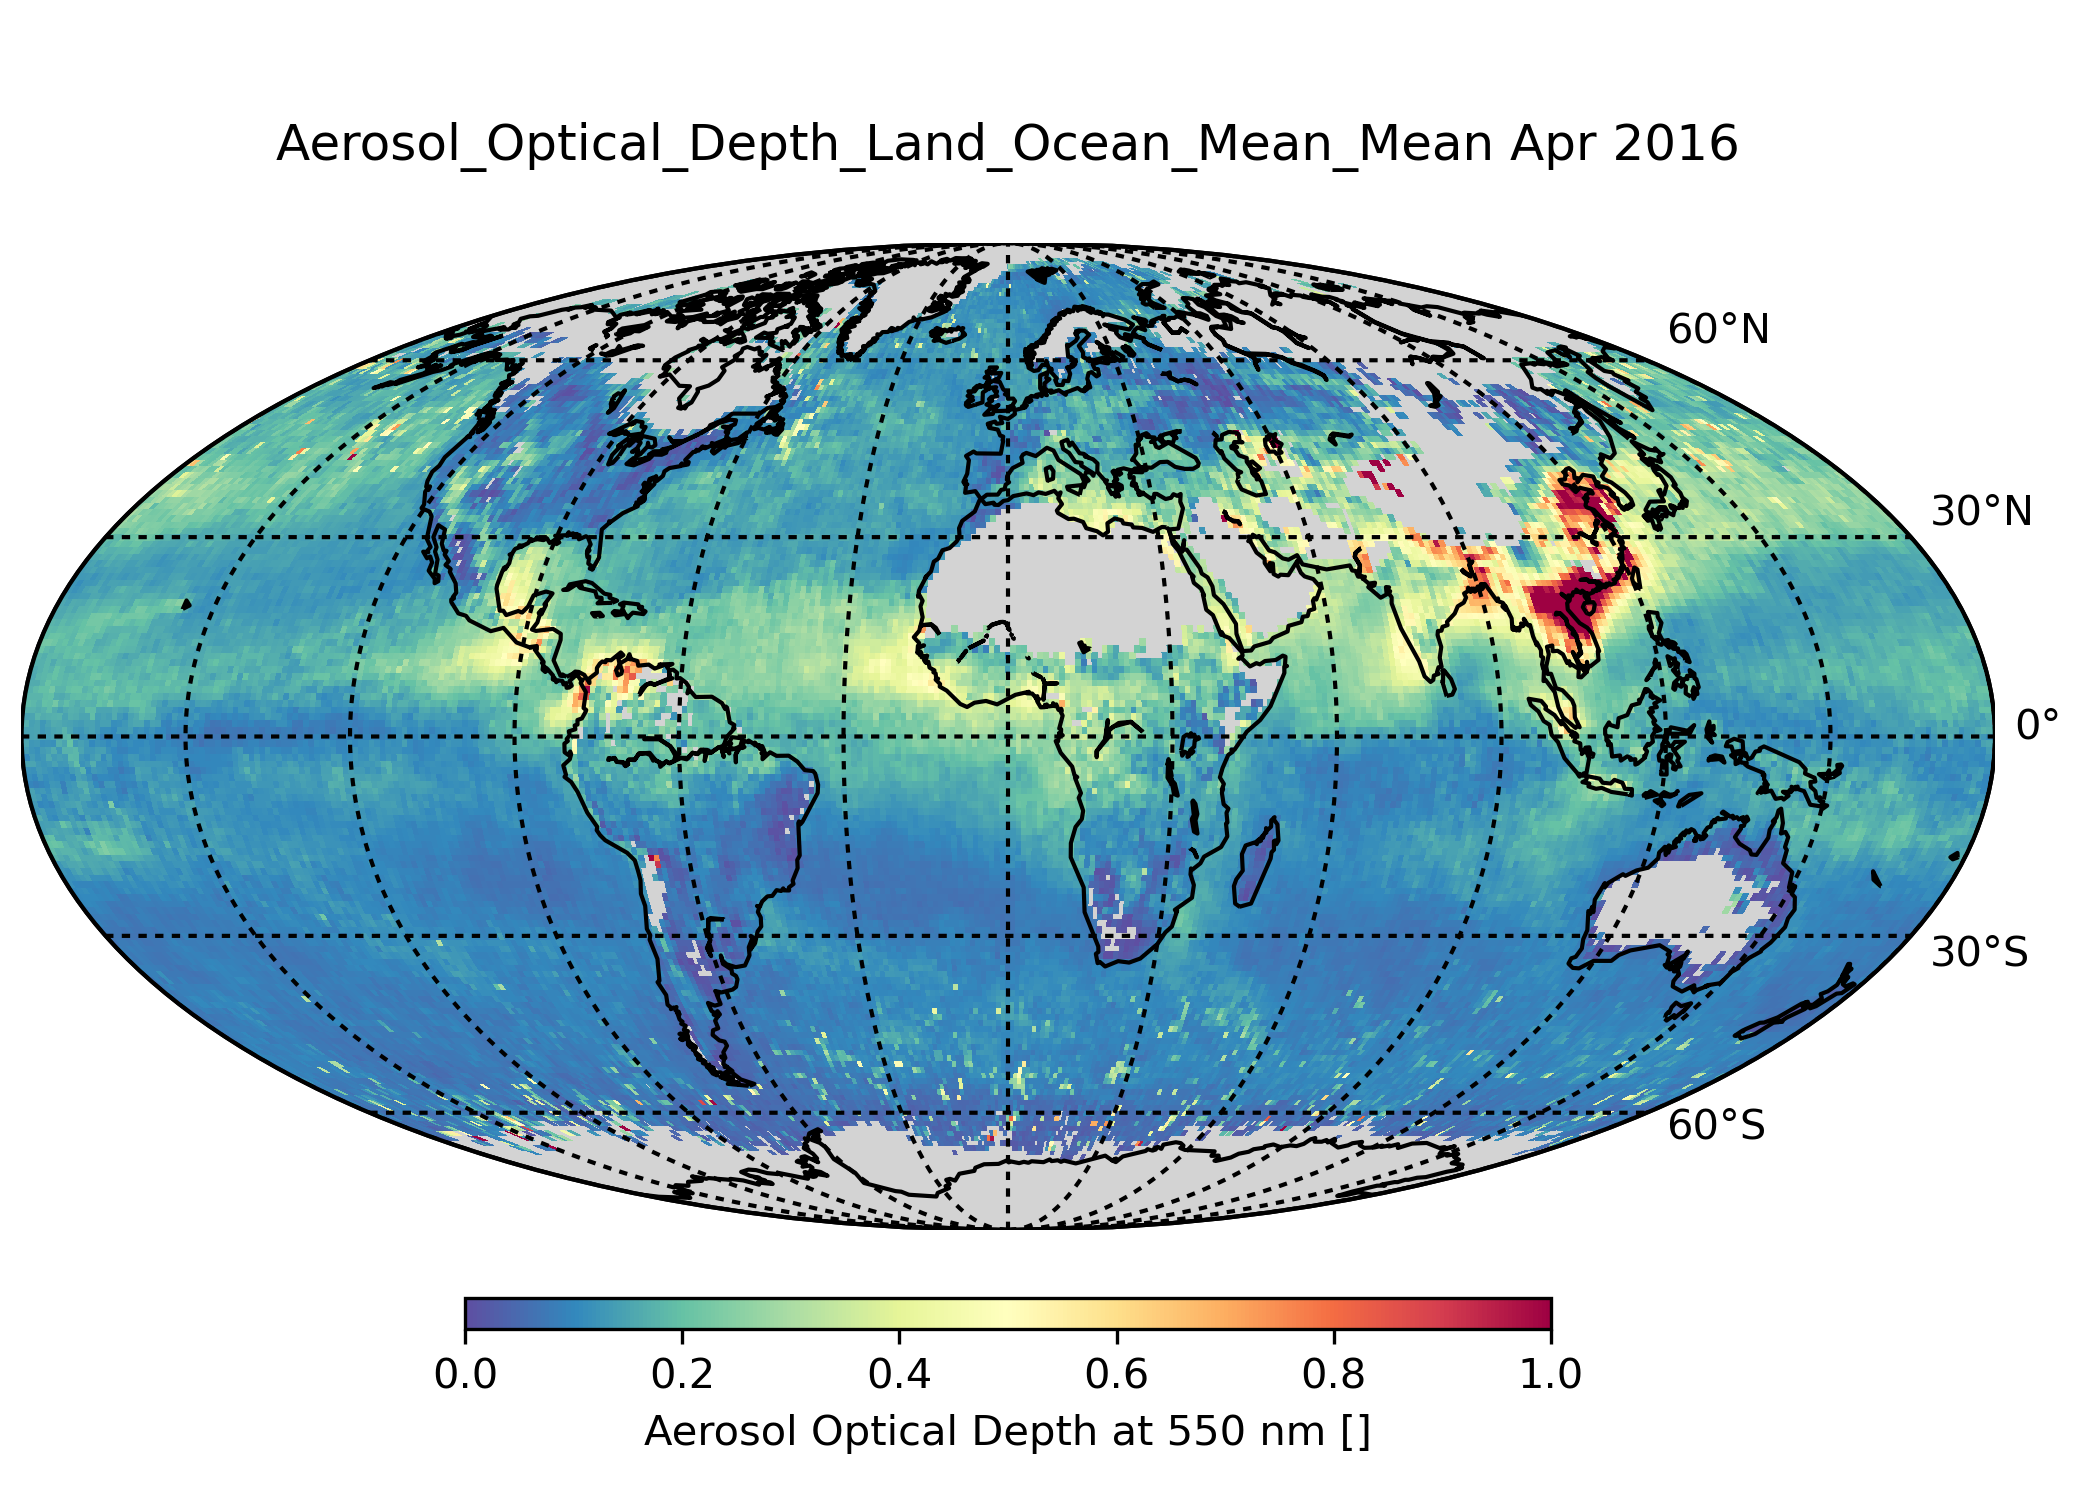 Aerosol_Optical_Depth_Land_Ocean_Mean_Mean Apr 2016
60°N
30°N
0°
30°S
60°S
0.0 0.2 0.4 0.6 0.8 1.0
Aerosol Optical Depth at 550 nm []